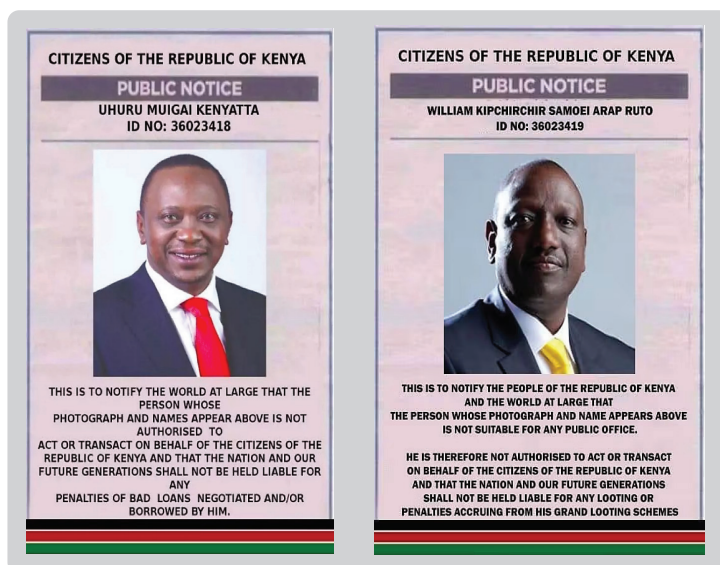 CITIZENS OF THE REPUBLIC OF KENYA
PUBLIC NOTICE
UHURU MUIGAI KENYATTA
ID NO: 36023418
THIS IS TO NOTIFY THE WORLD AT LARGE THAT THE
PERSON WHOSE
PHOTOGRAPH AND NAMES APPEAR ABOVE IS NOT
AUTHORISED TO
ACT OR TRANSACT ON BEHALF OF THE CITIZENS OF THE
REPUBLIC OF KENYA AND THAT THE NATION AND OUR
FUTURE GENERATIONS SHALL NOT BE HELD LIABLE FOR
ANY
PENALTIES OF BAD LOANS NEGOTIATED AND/OR
BORROWED BY HIM.
CITIZENS OF THE REPUBLIC OF KENYA
PUBLIC NOTICE
WILLIAM KIPCHIRCHIR SAMOEI ARAP RUTO
ID NO: 36023419
THIS IS TO NOTIFY THE PEOPLE OF THE REPUBLIC OF KENYA
AND THE WORLD AT LARGE THAT
THE PERSON WHOSE PHOTOGRAPH AND NAME APPEARS ABOVE
IS NOT SUITABLE FOR ANY PUBLIC OFFICE.
HE IS THEREFORE NOT AUTHORISED TO ACT OR TRANSACT
ON BEHALF OF THE CITIZENS OF THE REPUBLIC OF KENYA
AND THAT THE NATION AND OUR FUTURE GENERATIONS
SHALL NOT BE HELD LIABLE FOR ANY LOOTING OR
PENALTIES ACCRUING FROM HIS GRAND LOOTING SCHEMES